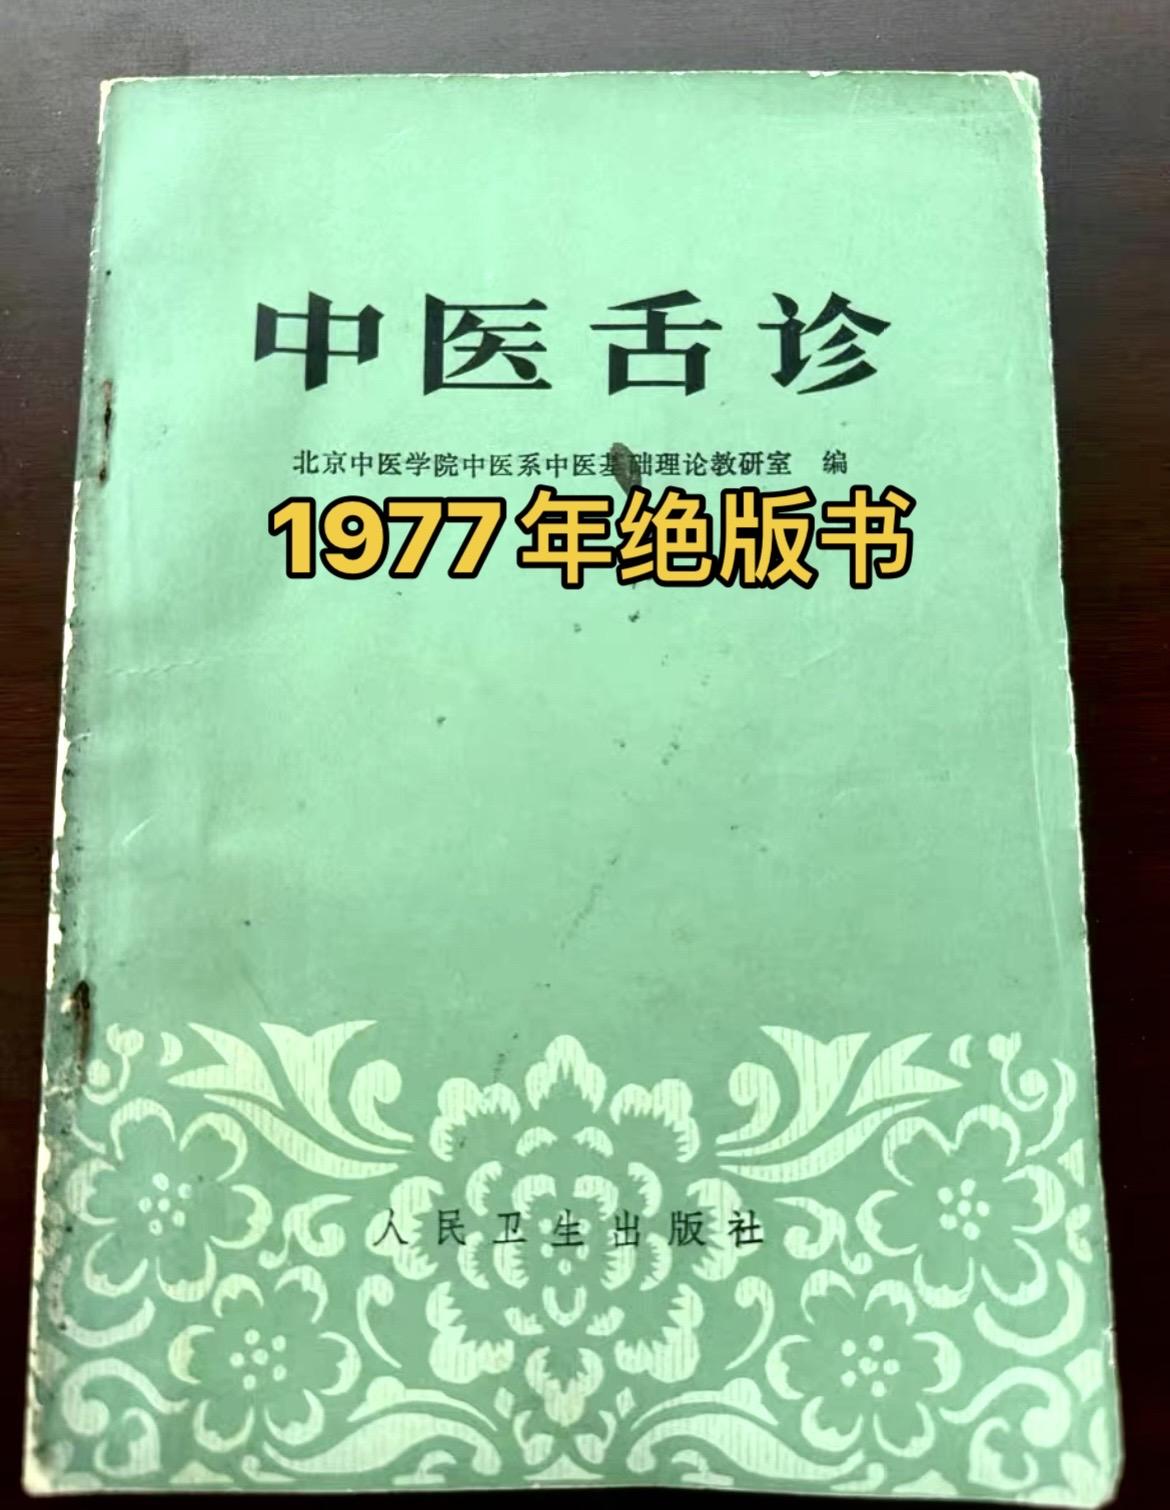 中医舌诊
北京中医学院中医系中医基础理论教研室 编
1977年绝版书
人民卫生出版社